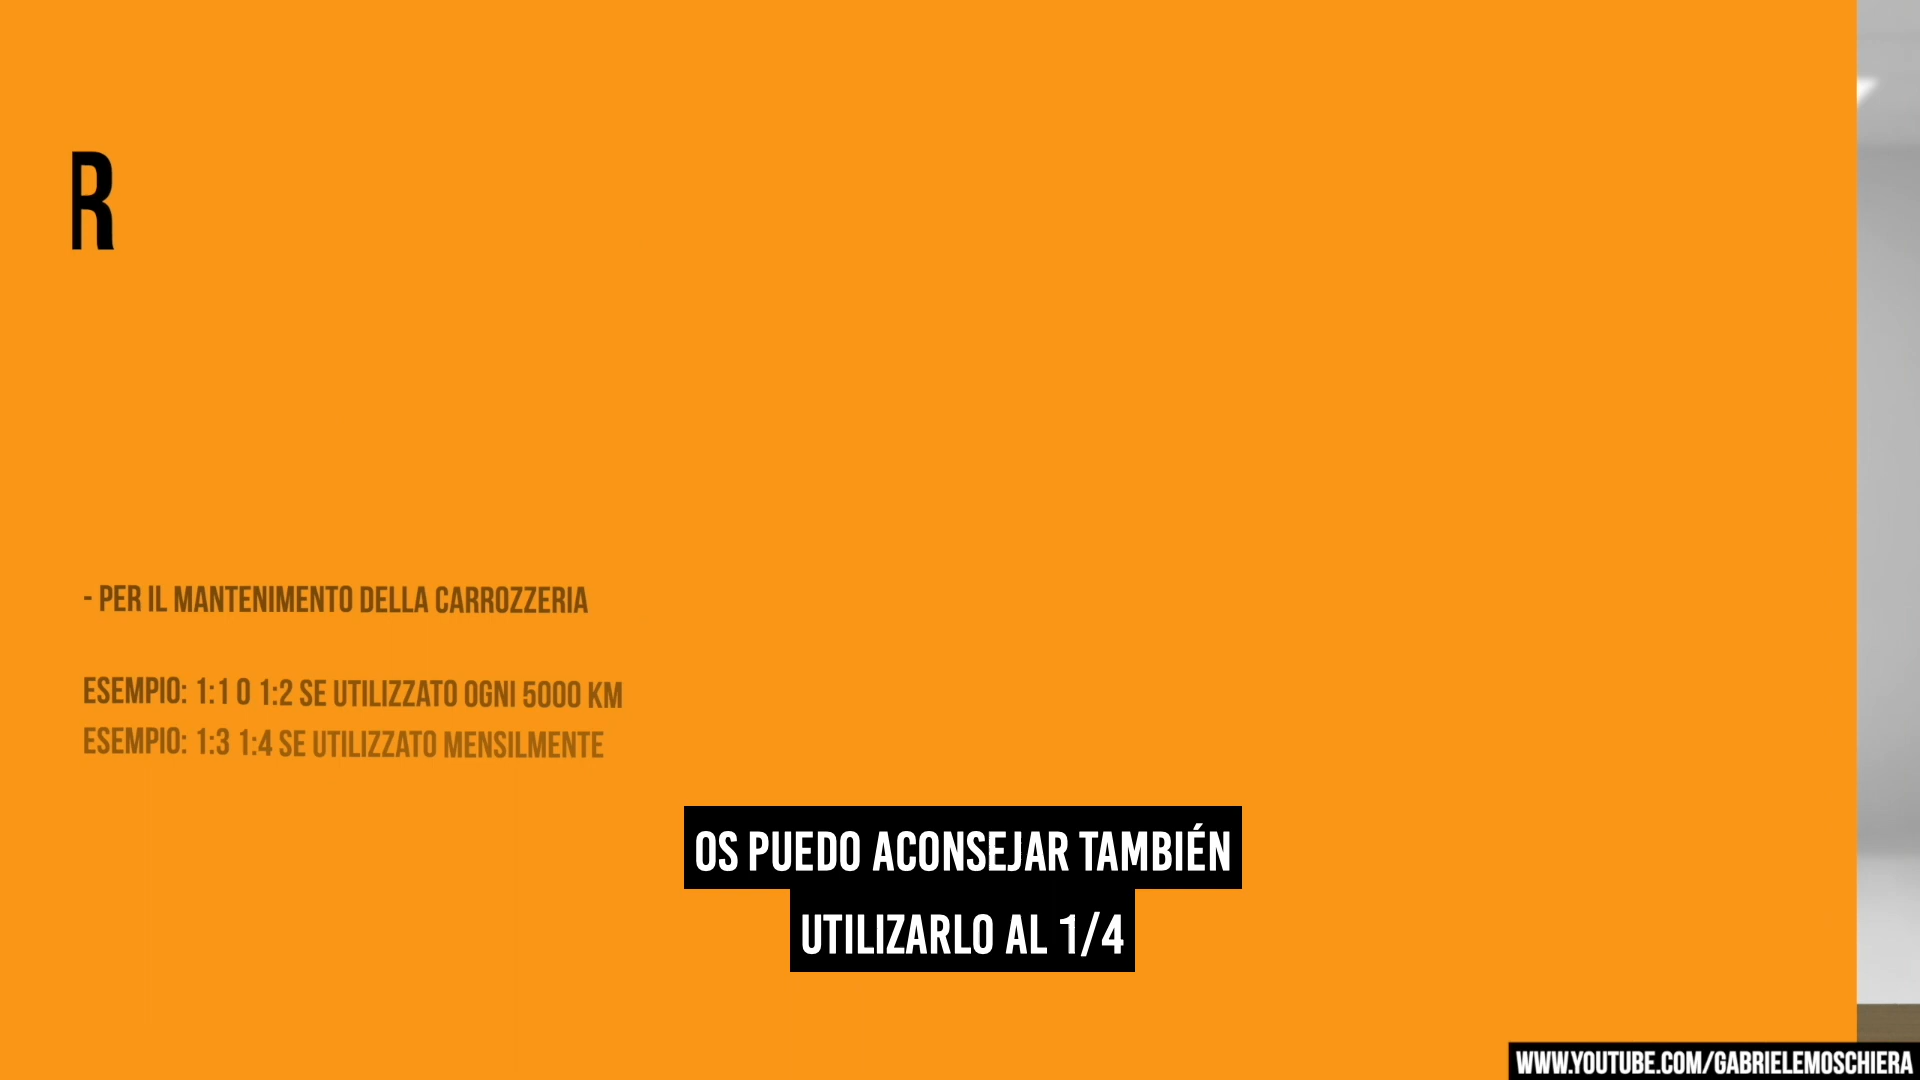 R
- PER IL MANTENIMENTO DELLA CARROZZERIA
ESEMPIO: 1:1 O 1:2 SE UTILIZZATO OGNI 5000 KM
ESEMPIO: 1:3 1:4 SE UTILIZZATO MENSILMENTE
OS PUEDO ACONSEJAR TAMBIÉN
UTILIZARLO AL 1/4
WWW.YOUTUBE.COM/GABRIELEMOSCHIERA